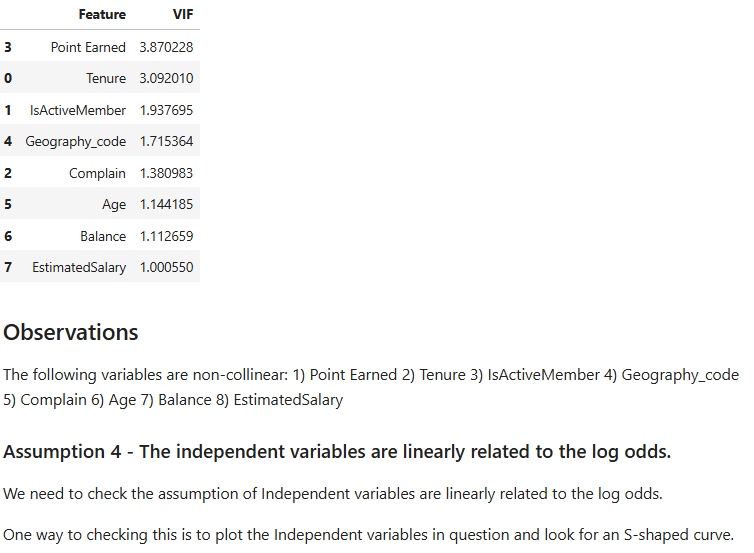 Feature VIF
3 Point Earned 3.870228
0 Tenure 3.092010
1 IsActiveMember 1.937695
4 Geography_code 1.715364
2 Complain 1.380983
5 Age 1.144185
6 Balance 1.112659
7 EstimatedSalary 1.000550
Observations
The following variables are non-collinear: 1) Point Earned 2) Tenure 3) IsActiveMember 4) Geography_code
5) Complain 6) Age 7) Balance 8) EstimatedSalary
Assumption 4 - The independent variables are linearly related to the log odds.
We need to check the assumption of Independent variables are linearly related to the log odds.
One way to checking this is to plot the Independent variables in question and look for an S-shaped curve.